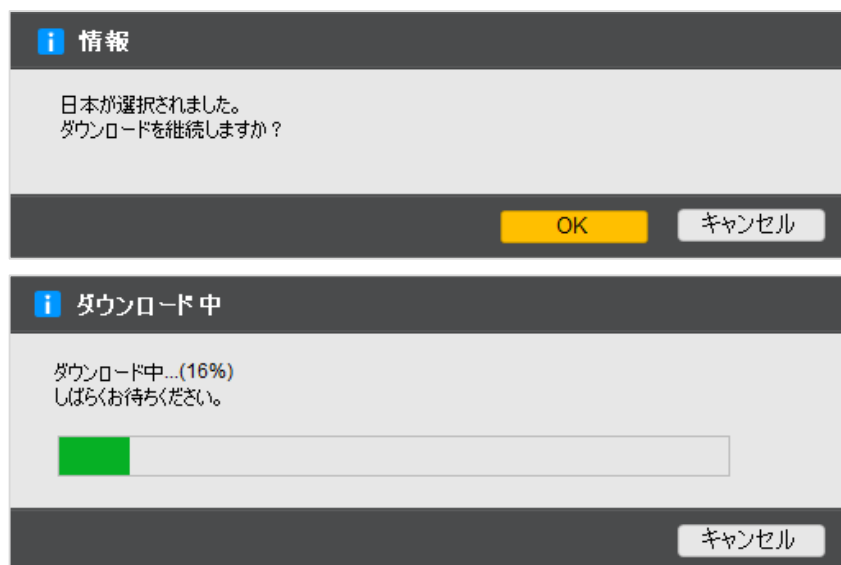 情報
日本が選択されました。
ダウンロードを継続しますか？
OK
キャンセル
ダウンロード中
ダウンロード中...(16%)
しばらくお待ちください。
キャンセル